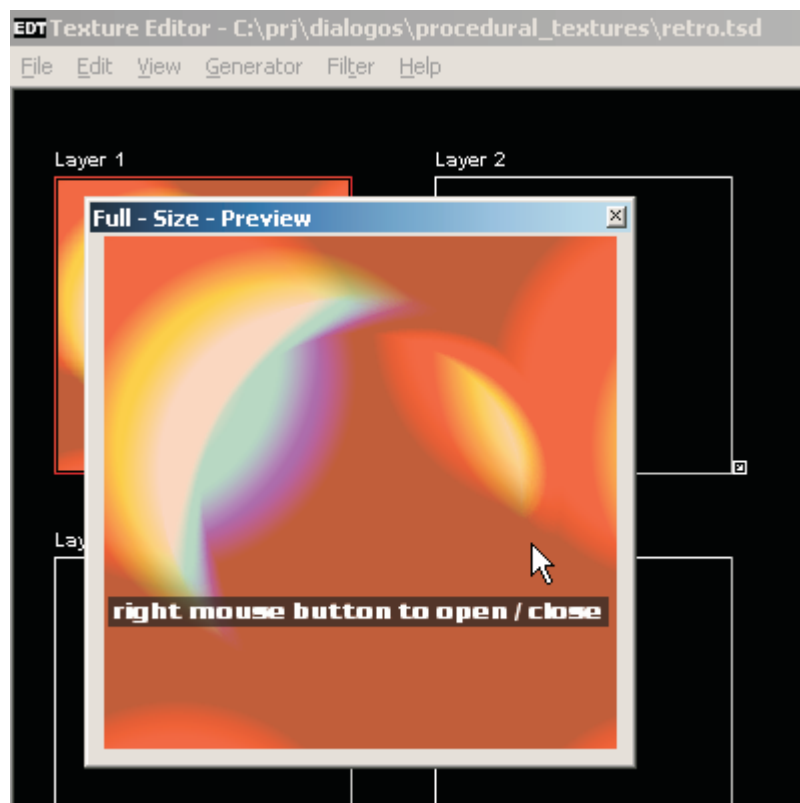 EDT Texture Editor - C:\prj\dialogos\procedural_textures\retro.tsd
File Edit View Generator Filter Help
Layer 1
Layer 2
Full - Size - Preview
Lay
right mouse button to open / close